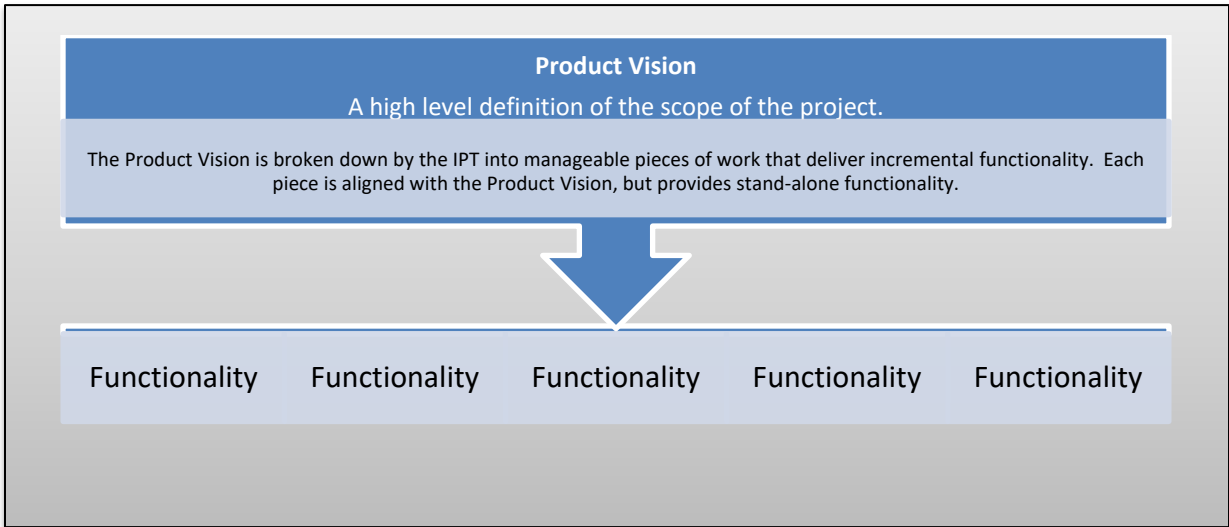 Product Vision
A high level definition of the scope of the project.
The Product Vision is broken down by the IPT into manageable pieces of work that deliver incremental functionality.  Each
piece is aligned with the Product Vision, but provides stand-alone functionality.
Functionality Functionality Functionality Functionality Functionality